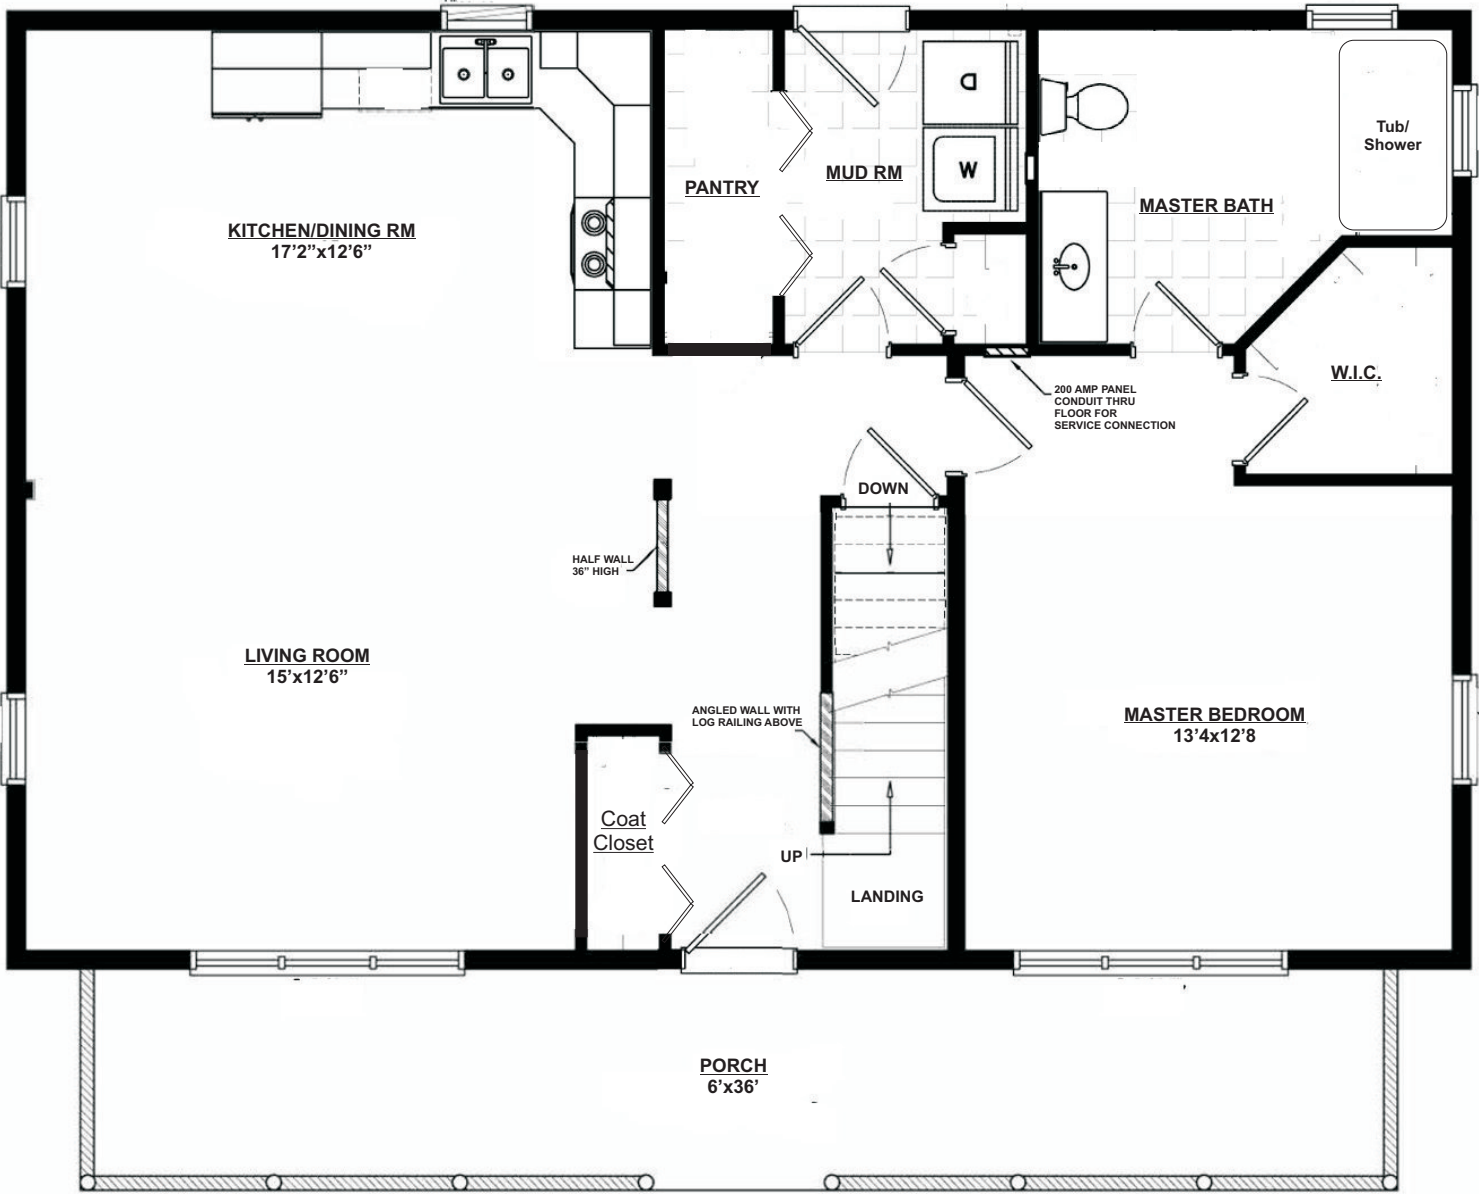 Tub/
Shower
D
W
MUD RM
PANTRY
MASTER BATH
KITCHEN/DINING RM
17'2”x12'6”
W.I.C.
200 AMP PANEL
CONDUIT THRU
FLOOR FOR
SERVICE CONNECTION
DOWN
HALF WALL
36” HIGH
LIVING ROOM
15'x12'6”
ANGLED WALL WITH
LOG RAILING ABOVE
MASTER BEDROOM
13'4x12'8
Coat
Closet
UP
LANDING
PORCH
6'x36'